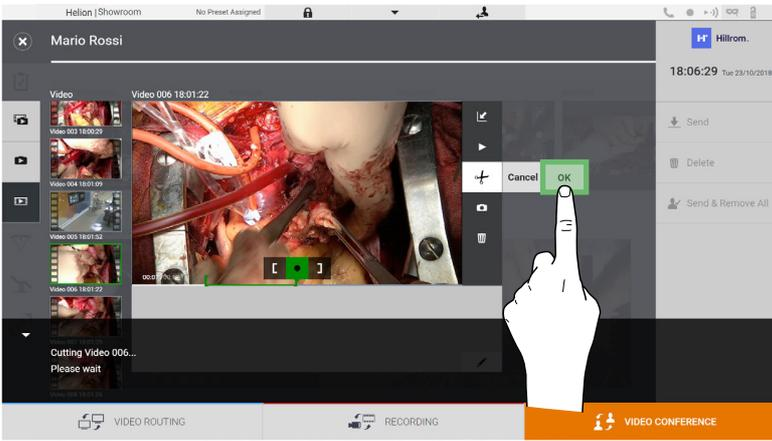 Helion | Showroom
No Preset Assigned
Mario Rossi
Hillrom.
18:06:29 Tue 23/10/2018
Video
Video 006 18:01:22
Video 003 18:00:29
Video 004 18:01:09
Video 005 18:01:52
Video 006 18:01:22
Cancel
OK
Send
Delete
Send & Remove All
Cutting Video 006...
Please wait
VIDEO ROUTING
RECORDING
VIDEO CONFERENCE